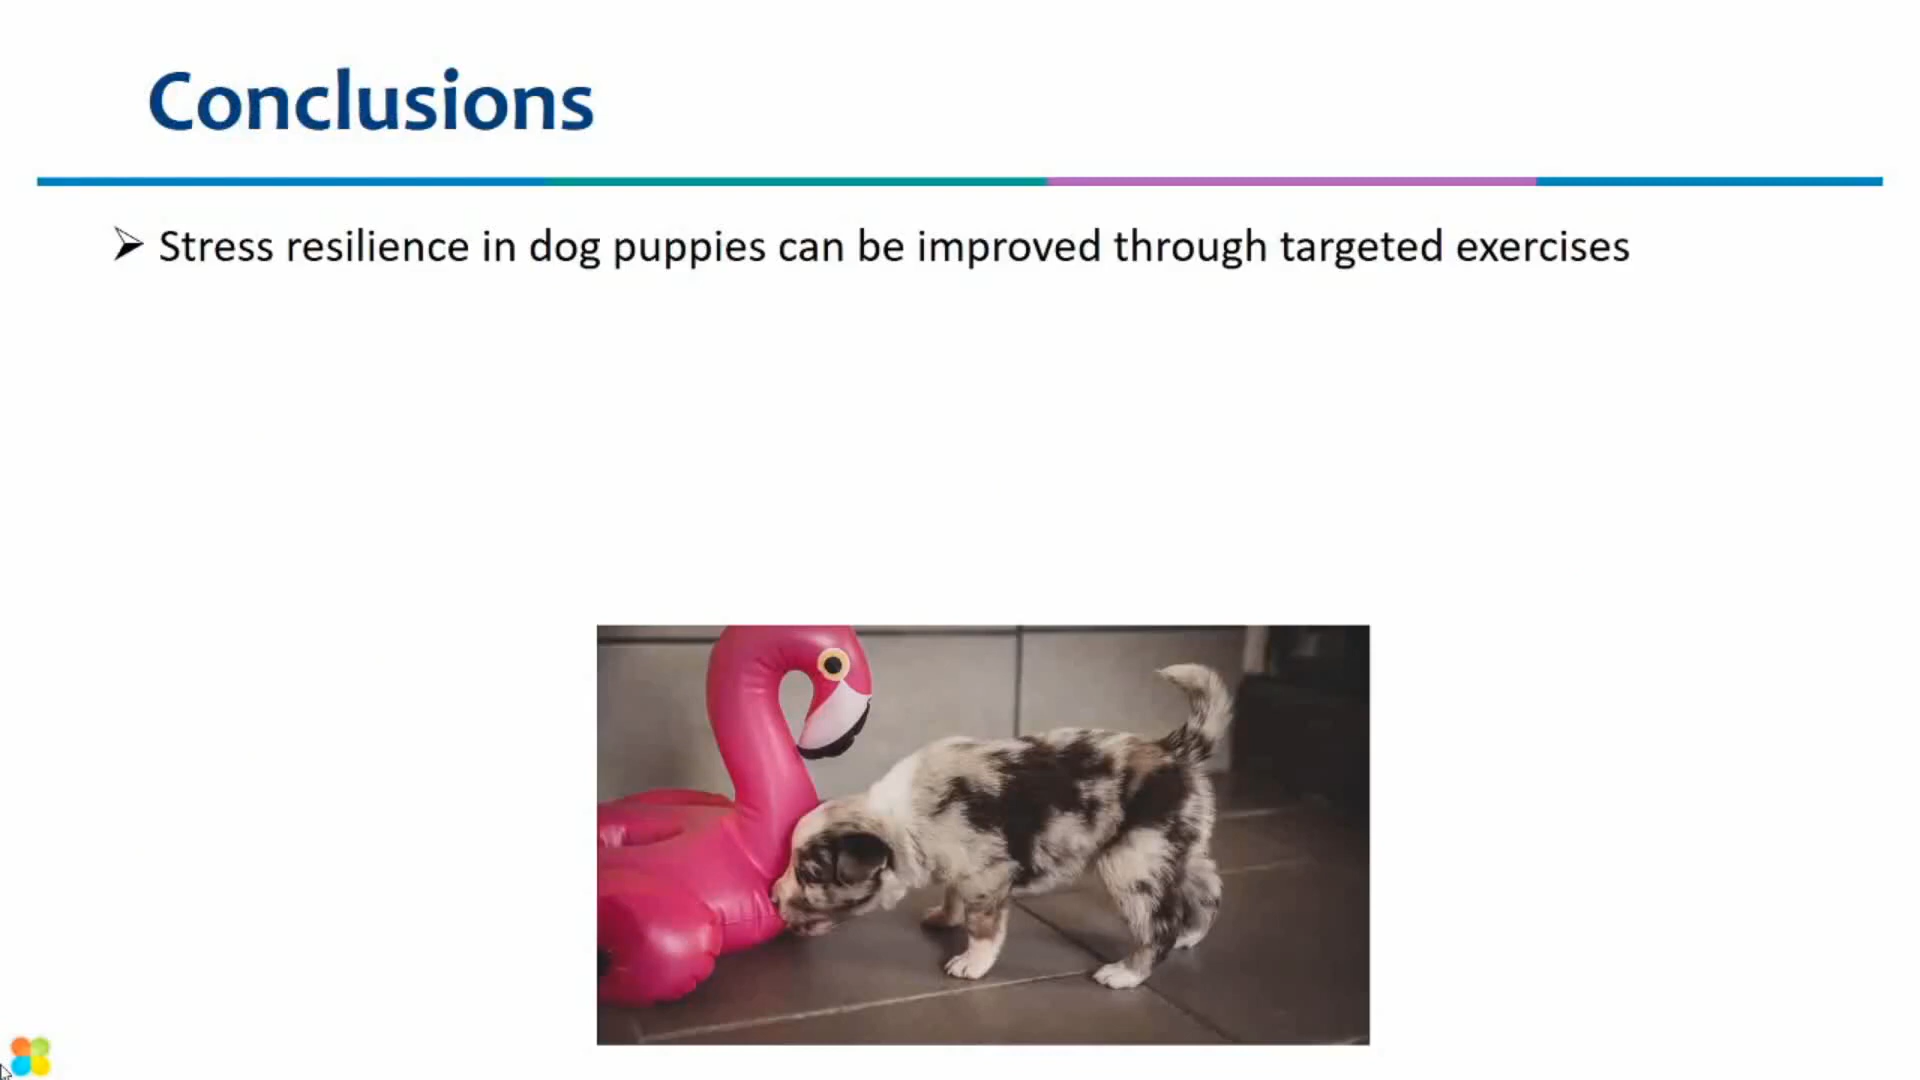 Conclusions
➢ Stress resilience in dog puppies can be improved through targeted exercises